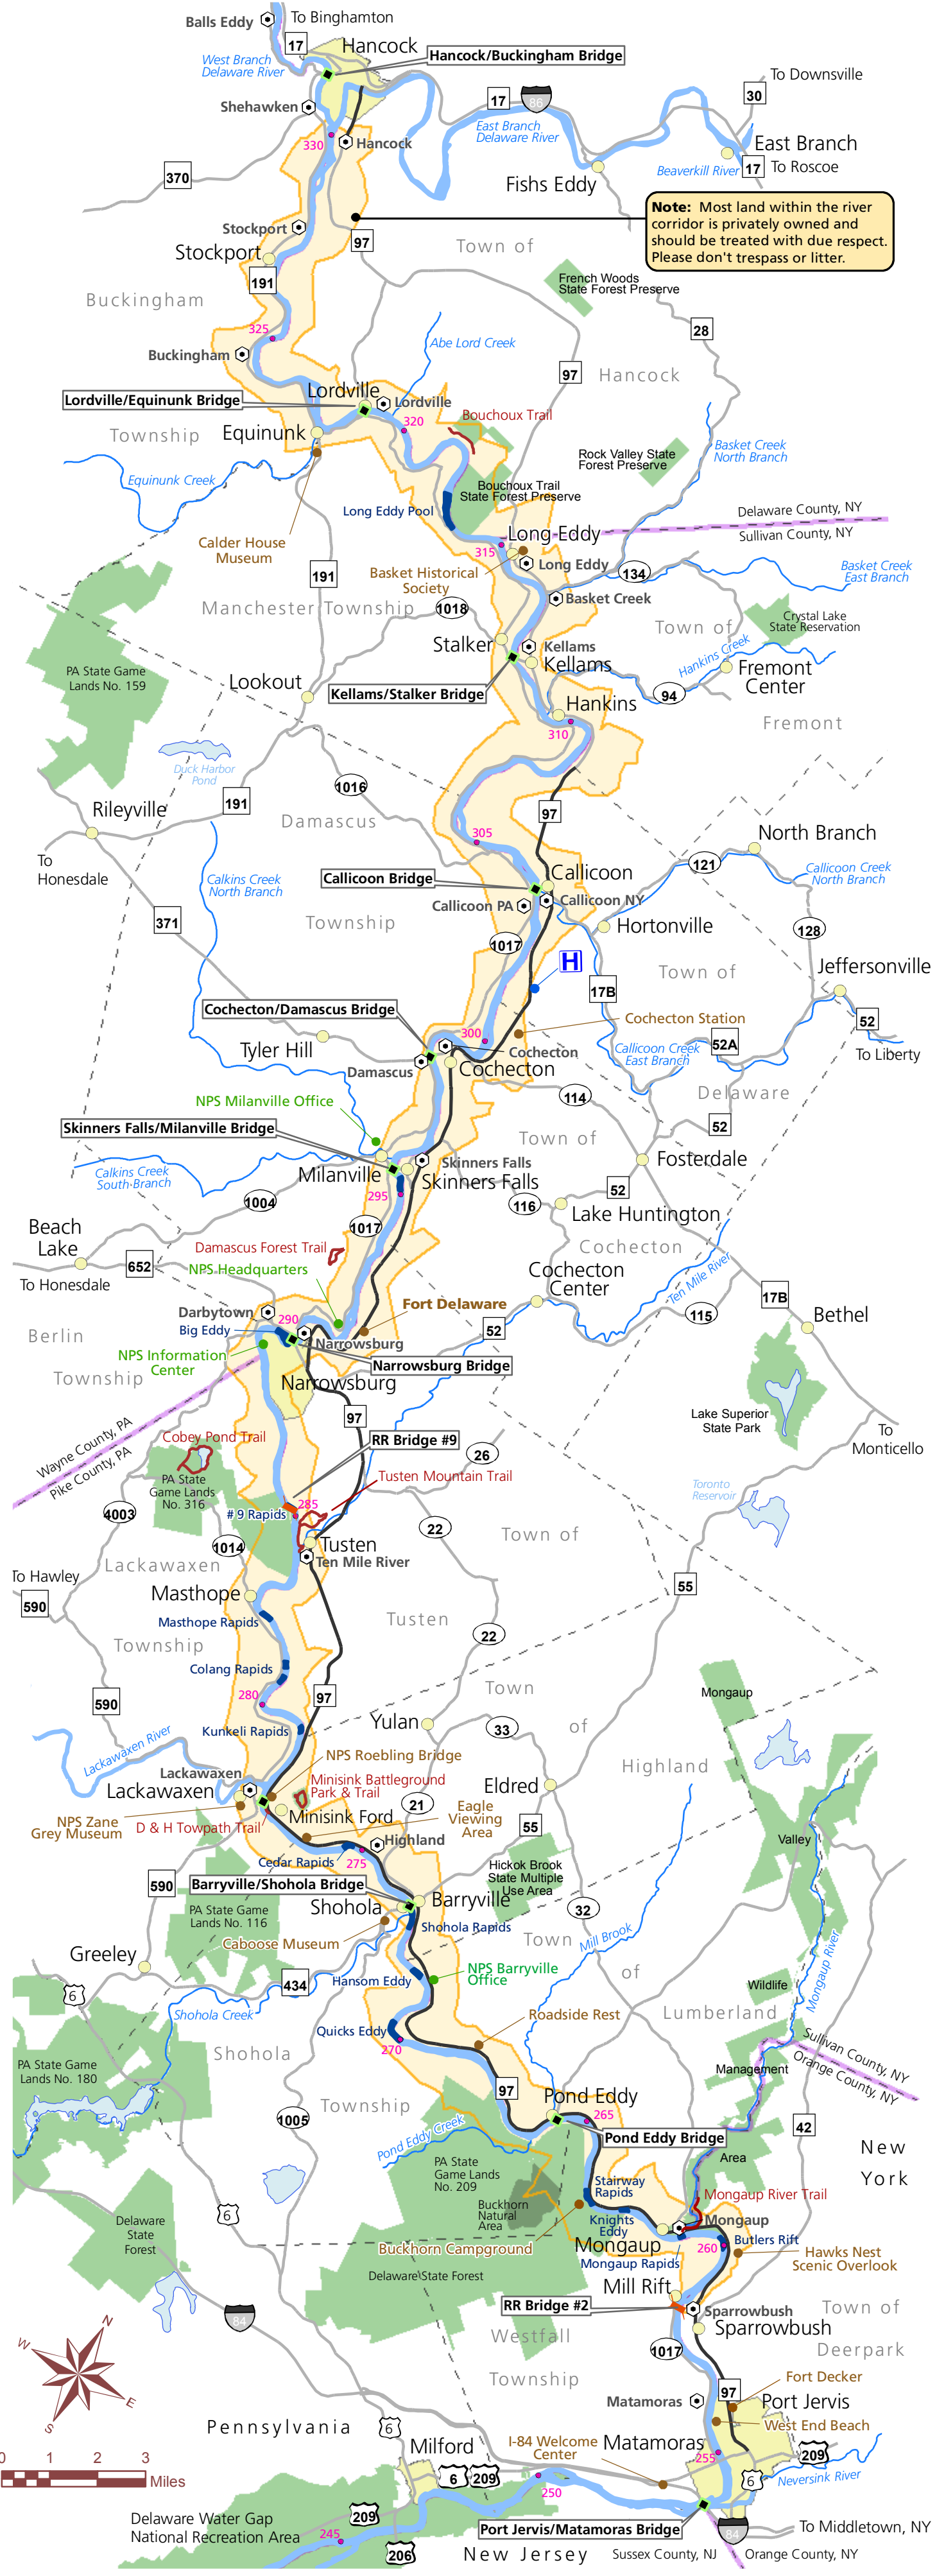 Balls Eddy
To Binghamton
17
Hancock
West Branch
Delaware River
Hancock/Buckingham Bridge
To Downsville
30
Shehawken
17
86
East Branch
Delaware River
East Branch
330
Hancock
Beaverkill River
17
To Roscoe
370
Fishs Eddy
Note: Most land within the river
corridor is privately owned and
should be treated with due respect.
Please don't trespass or litter.
Stockport
97
Town of
Stockport
191
French Woods
State Forest Preserve
Buckingham
325
28
Abe Lord Creek
Buckingham
97
Hancock
Lordville
Lordville/Equinunk Bridge
Lordville
320
Bouchoux Trail
Township
Equinunk
Basket Creek
North Branch
Rock Valley State
Forest Preserve
Equinunk Creek
Bouchoux Trail
State Forest Preserve
Long Eddy Pool
Delaware County, NY
Sullivan County, NY
Calder House
Museum
Long Eddy
315
Long Eddy
191
Basket Historical
Society
134
Basket Creek
East Branch
Basket Creek
Manchester Township
1018
Crystal Lake
State Reservation
Town of
Stalker
Kellams
Kellams
Hankins Creek
PA State Game
Lands No. 159
Fremont
Center
Lookout
Kellams/Stalker Bridge
94
Hankins
310
Fremont
Duck Harbor
Pond
1016
191
Rileyville
97
Damascus
305
North Branch
To
Honesdale
121
Callicoon
Callicoon Creek
North Branch
Callicoon Bridge
Calkins Creek
North Branch
Callicoon PA
Callicoon NY
371
Township
Hortonville
128
1017
H
Town of
Jeffersonville
17B
Cochecton/Damascus Bridge
Cochecton Station
52
300
52A
Tyler Hill
Cochecton
Callicoon Creek
East Branch
To Liberty
Damascus
Cochecton
Delaware
NPS Milanville Office
114
Skinners Falls/Milanville Bridge
52
Town of
Skinners Falls
Fosterdale
Milanville
Skinners Falls
Calkins Creek
South Branch
295
52
1004
116
Lake Huntington
Beach
Lake
1017
Damascus Forest Trail
Cochecton
652
NPS Headquarters
Cochecton
Center
To Honesdale
Ten Mile River
17B
Darbytown
290
Fort Delaware
115
Bethel
Berlin
Big Eddy
52
Narrowsburg
NPS Information
Center
Narrowsburg Bridge
Township
Narrowsburg
97
Lake Superior
State Park
Wayne County, PA
Pike County, PA
To
Monticello
Cobey Pond Trail
RR Bridge #9
26
PA State
Game Lands
No. 316
Tusten Mountain Trail
Toronto
Reservoir
285
4003
# 9 Rapids
22
Town of
1014
Tusten
Lackawaxen
Ten Mile River
To Hawley
590
Masthope
55
Masthope Rapids
Tusten
Township
22
Colang Rapids
280
97
Town
Mongaup
590
Kunkeli Rapids
Yulan
33
of
Lackawaxen River
NPS Roebling Bridge
Highland
Lackawaxen
Minisink Battleground
Park & Trail
Eldred
Lackawaxen
21
Eagle
Viewing
Area
NPS Zane
Grey Museum
Minisink Ford
D & H Towpath Trail
55
Highland
Valley
Cedar Rapids
275
Hickok Brook
State Multiple
Use Area
590
Barryville/Shohola Bridge
Barryville
Shohola
32
PA State Game
Lands No. 116
Shohola Rapids
Caboose Museum
Town
Mill Brook
Greeley
NPS Barryville
Office
of
Mongaup River
434
Hansom Eddy
Wildlife
6
Shohola Creek
Roadside Rest
Lumberland
Quicks Eddy
Shohola
270
Sullivan County, NY
Orange County, NY
PA State Game
Lands No. 180
Management
97
Pond Eddy
Township
265
1005
42
Pond Eddy Creek
Pond Eddy Bridge
New
York
PA State
Game Lands
No. 209
Area
Stairway
Rapids
Mongaup River Trail
6
Buckhorn
Natural
Area
Knights
Eddy
Mongaup
Delaware
State
Forest
Butlers Rift
Buckhorn Campground
Mongaup
260
Hawks Nest
Scenic Overlook
Mongaup Rapids
Delaware State Forest
Mill Rift
RR Bridge #2
Sparrowbush
Town of
84
Sparrowbush
Westfall
Deerpark
N
W
E
S
1017
Township
Fort Decker
Matamoras
97
Port Jervis
Pennsylvania
6
West End Beach
I-84 Welcome
Center
Matamoras
Milford
255
209
0 1 2 3
Miles
6
209
6
Neversink River
250
209
Delaware Water Gap
National Recreation Area
245
Port Jervis/Matamoras Bridge
84
To Middletown, NY
206
New Jersey
Sussex County, NJ
Orange County, NY